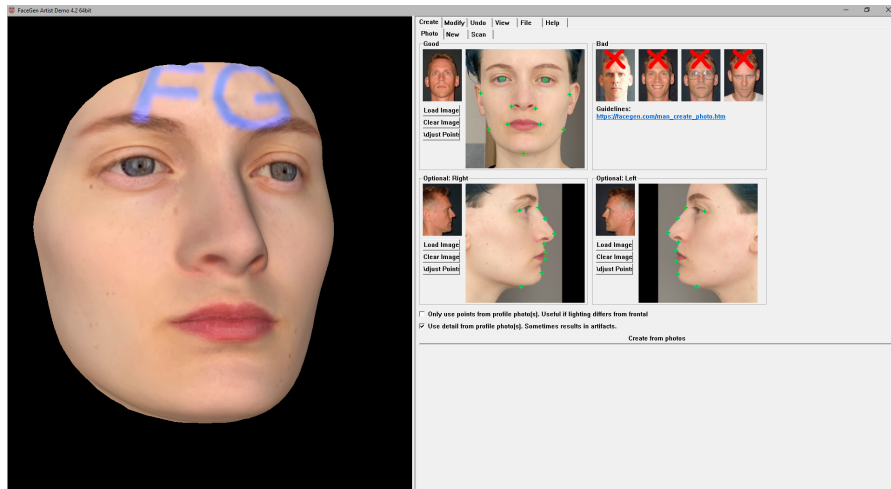 FaceGen Artist Demo 4.2 64bit
FG
Create Modify Undo View File Help
Photo New Scan
Good
Load Image
Clear Image
\djust Point:
Bad
Guidelines:
https://facegen.com/man_create_photo.htm
Optional: Right
Load Image
Clear Image
\djust Point:
Optional: Left
Load Image
Clear Image
\djust Point:
Only use points from profile photo(s). Useful if lighting differs from frontal
Use detail from profile photo(s). Sometimes results in artifacts.
Create from photos